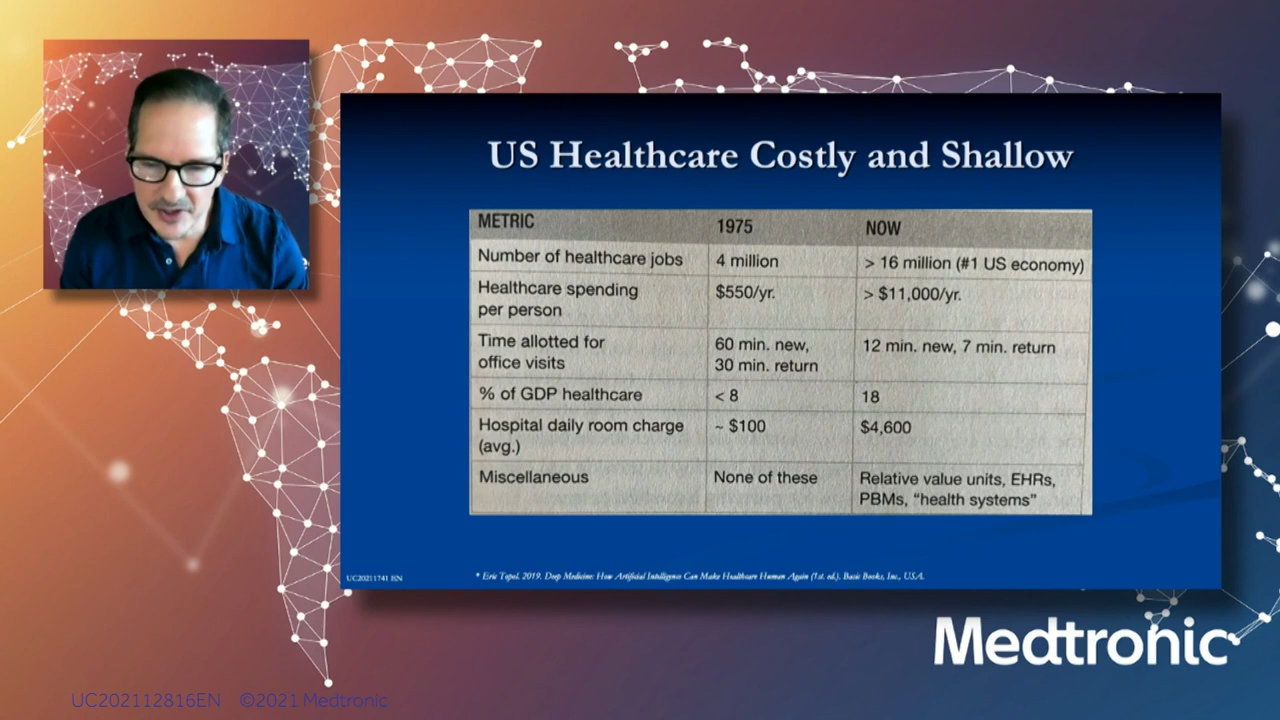 US Healthcare Costly and Shallow
METRIC 1975 NOW
Number of healthcare jobs 4 million > 16 million (#1 US economy)
Healthcare spending $550/yr. > $11,000/yr.
per person
Time allotted for 60 min. new, 12 min. new, 7 min. return
office visits 30 min. return
% of GDP healthcare < 8 18
Hospital daily room charge ~ $100 $4,600
(avg.)
Miscellaneous None of these Relative value units, EHRs,
PBMs, “health systems”
UC20211741 EN
* Eric Topol. 2019. Deep Medicine: How Artificial Intelligence Can Make Healthcare Human Again (1st. ed.). Basic Books, Inc., USA.
Medtronic
UC202112816EN ©2021 Medtronic